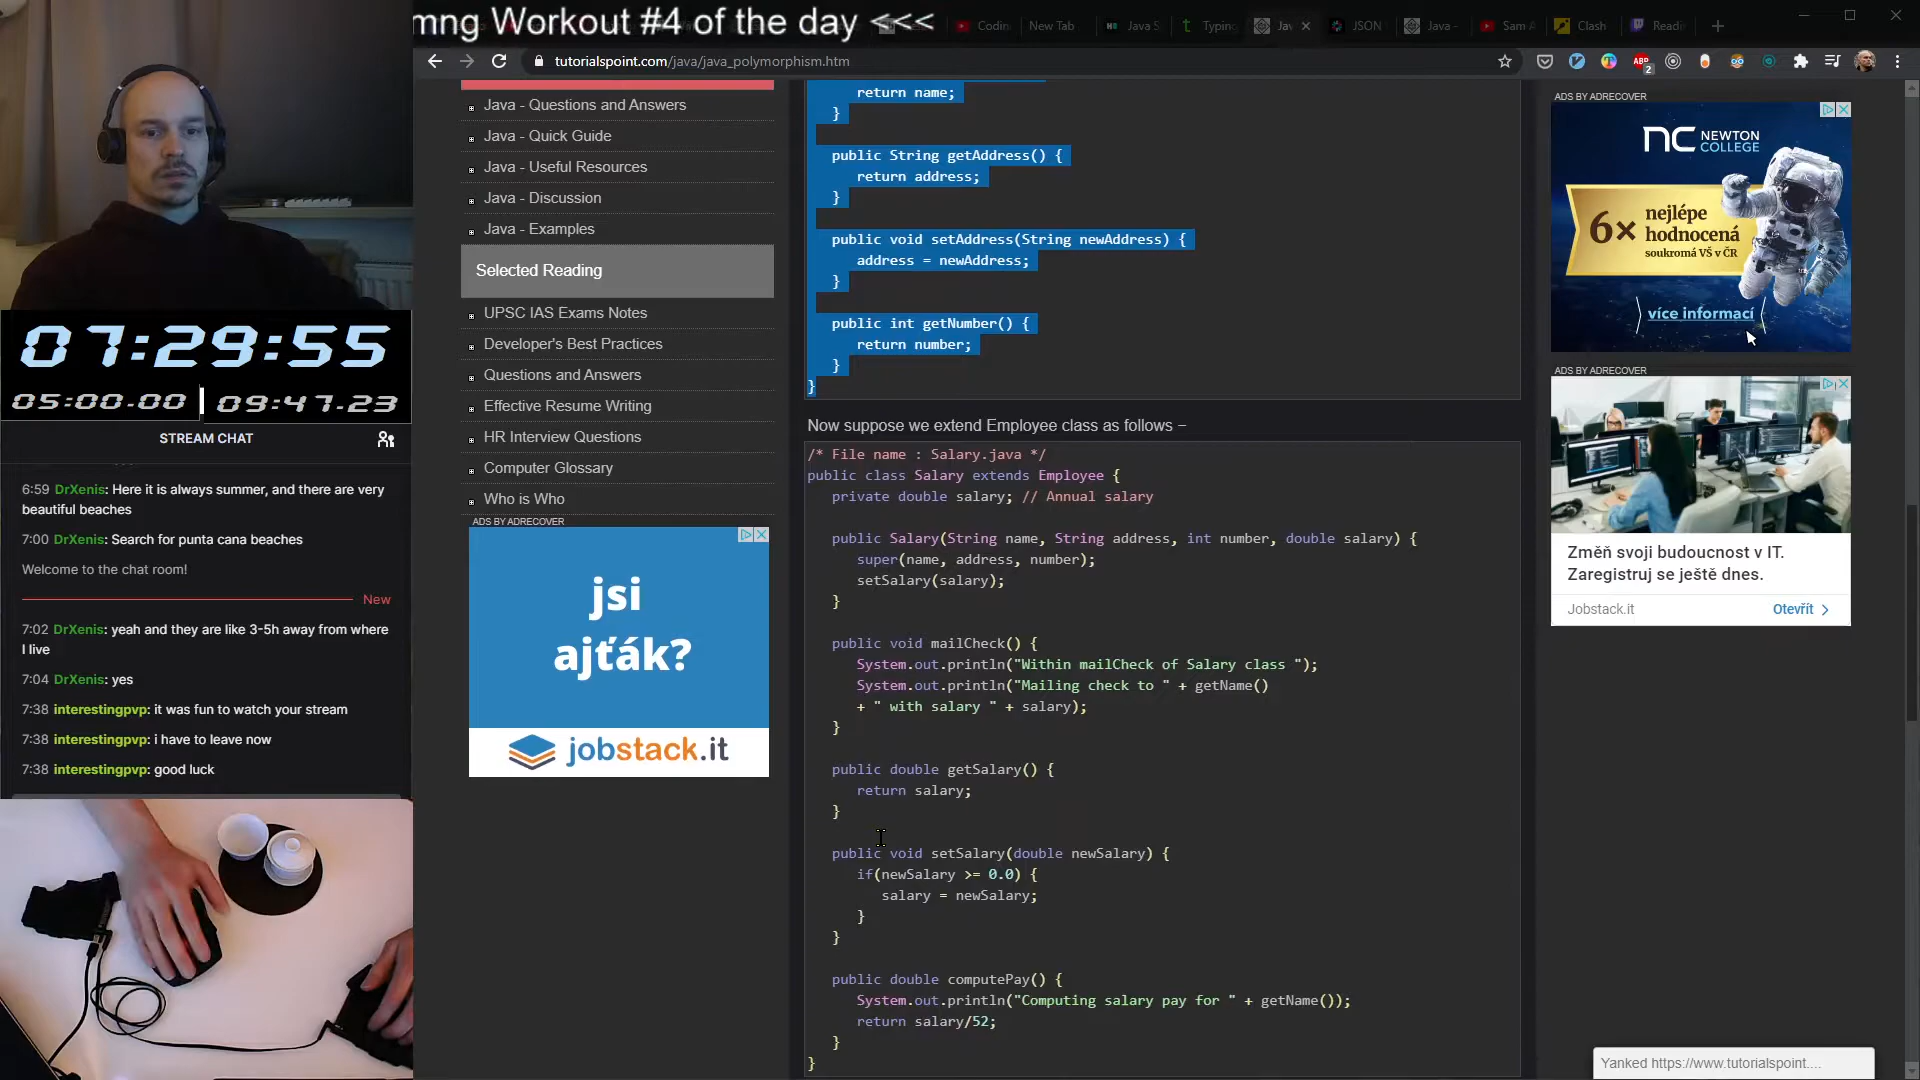 mng Workout #4 of the day <<<
Codin
New Tab
Java S
Typing
Jav
JSON
Java -
Sam A
Clash
Readi
tutorialspoint.com/java/java_polymorphism.htm
ABP
2
07:29:55
05:00.00
09:47.23
STREAM CHAT
6:59 DrXenis: Here it is always summer, and there are very
beautiful beaches
7:00 DrXenis: Search for punta cana beaches
Welcome to the chat room!
New
7:02 DrXenis: yeah and they are like 3-5h away from where
I live
7:04 DrXenis: yes
7:38 interestingpvp: it was fun to watch your stream
7:38 interestingpvp: i have to leave now
7:38 interestingpvp: good luck
Java - Questions and Answers
Java - Quick Guide
Java - Useful Resources
Java - Discussion
Java - Examples
Selected Reading
UPSC IAS Exams Notes
Developer's Best Practices
Questions and Answers
Effective Resume Writing
HR Interview Questions
Computer Glossary
Who is Who
ADS BY ADRECOVER
jsi
ajťák?
jobstack.it
return name;
}
public String getAddress() {
return address;
}
public void setAddress(String newAddress) {
address = newAddress;
}
public int getNumber() {
return number;
}
}
Now suppose we extend Employee class as follows −
/* File name : Salary.java */
public class Salary extends Employee {
private double salary; // Annual salary
public Salary(String name, String address, int number, double salary) {
super(name, address, number);
setSalary(salary);
}
public void mailCheck() {
System.out.println("Within mailCheck of Salary class ");
System.out.println("Mailing check to " + getName()
+ " with salary " + salary);
}
public double getSalary() {
return salary;
}
public void setSalary(double newSalary) {
if(newSalary >= 0.0) {
salary = newSalary;
}
}
public double computePay() {
System.out.println("Computing salary pay for " + getName());
return salary/52;
}
}
ADS BY ADRECOVER
nc NEWTON
COLLEGE
6× nejlépe
hodnocená
soukromá VŠ v ČR
více informací
ADS BY ADRECOVER
Změň svoji budoucnost v IT.
Zaregistruj se ještě dnes.
Jobstack.it
Otevřít
Yanked https://www.tutorialspoint....